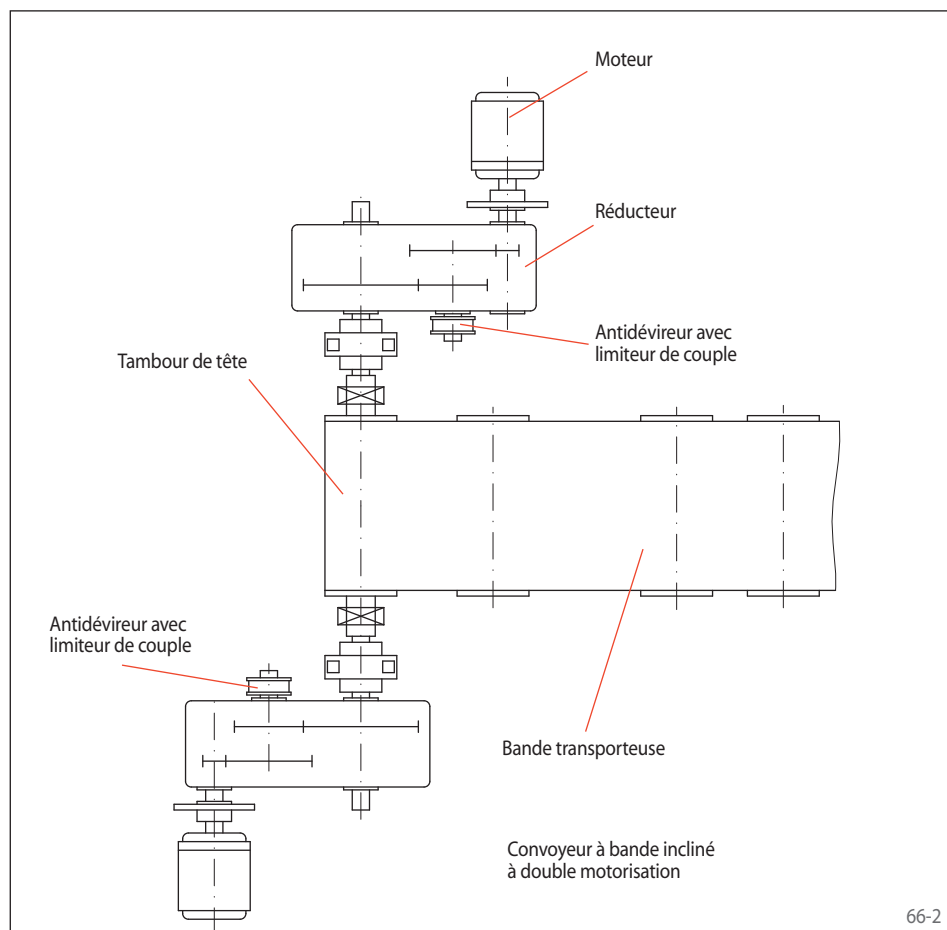 Moteur
Réducteur
Antidévireur avec
limiteur de couple
Tambour de tête
Antidévireur avec
limiteur de couple
Bande transporteuse
Convoyeur à bande incliné
à double motorisation
66-2